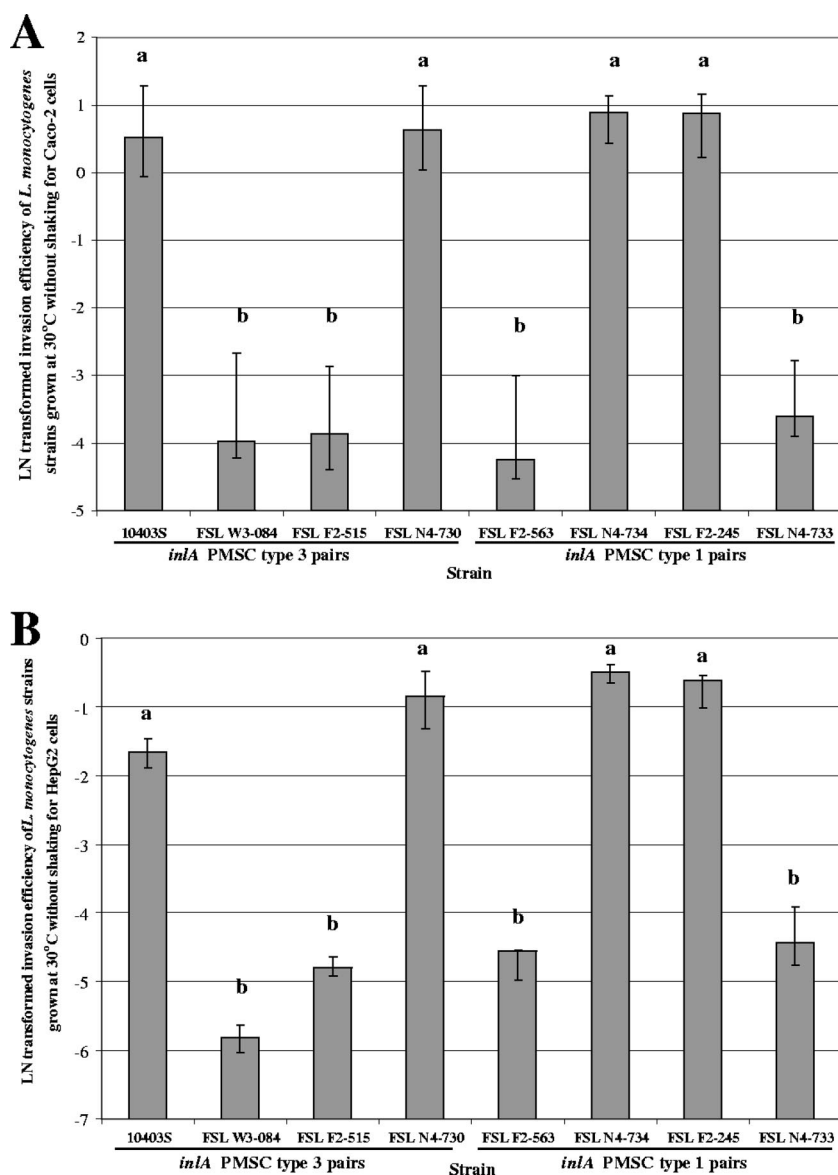 A
LN transformed invasion efficiency of L. monocytogenes
strains grown at 30°C without shaking for Caco-2 cells
2
1
0
-1
-2
-3
-4
-5
a
b
b
a
b
a
a
b
10403S FSL W3-084 FSL F2-515 FSL N4-730 FSL F2-563 FSL N4-734 FSL F2-245 FSL N4-733
inlA PMSC type 3 pairs inlA PMSC type 1 pairs
Strain
B
LN transformed invasion efficiency of L. monocytogenes strains
grown at 30°C without shaking for HepG2 cells
0
-1
-2
-3
-4
-5
-6
-7
a
b
b
a
b
a
a
b
10403S FSL W3-084 FSL F2-515 FSL N4-730 FSL F2-563 FSL N4-734 FSL F2-245 FSL N4-733
inlA PMSC type 3 pairs inlA PMSC type 1 pairs
Strain